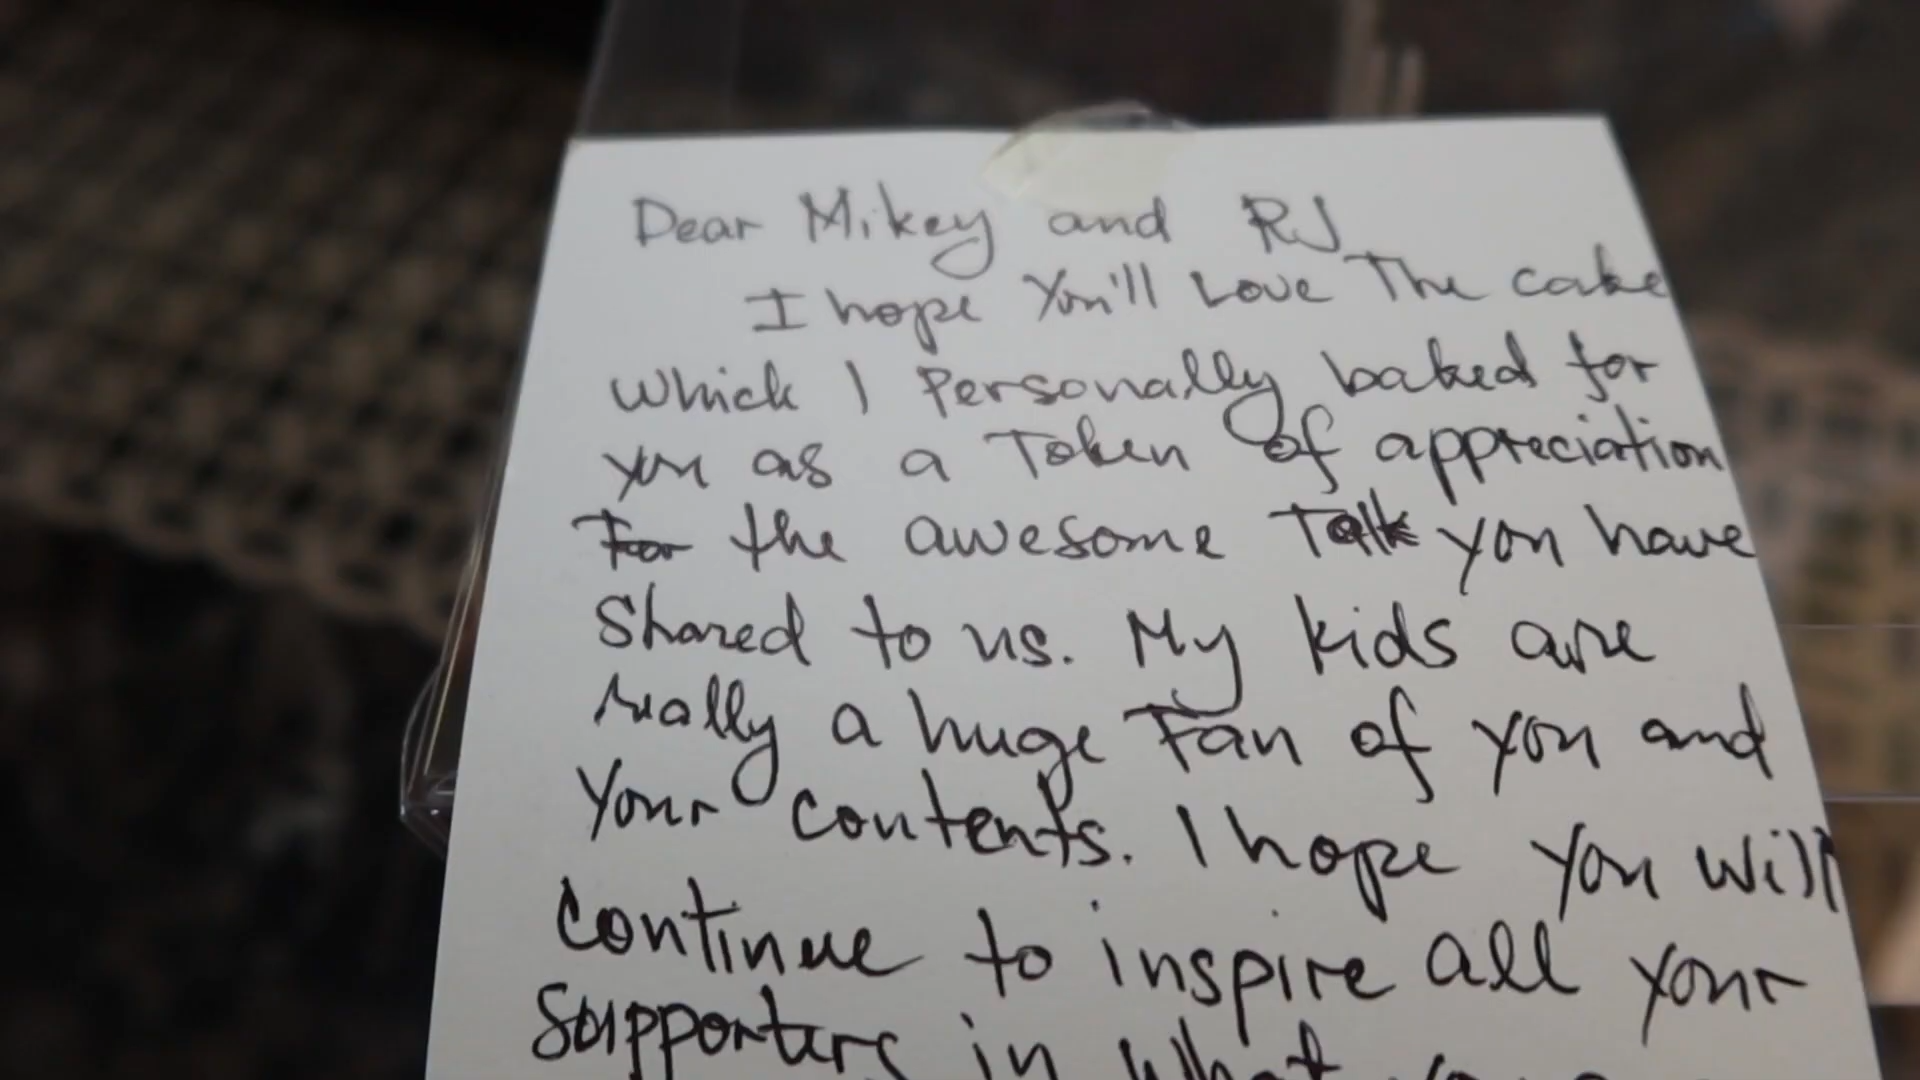 Dear Mikey and RJ
I hope You'll Love The cake
Which I Personally baked for
you as a Token of appreciation
For the awesome Talk you have
Shared to us. My kids are
really a huge Fan of you and
Your contents. I hope you will
continue to inspire all your
Supporters in what you